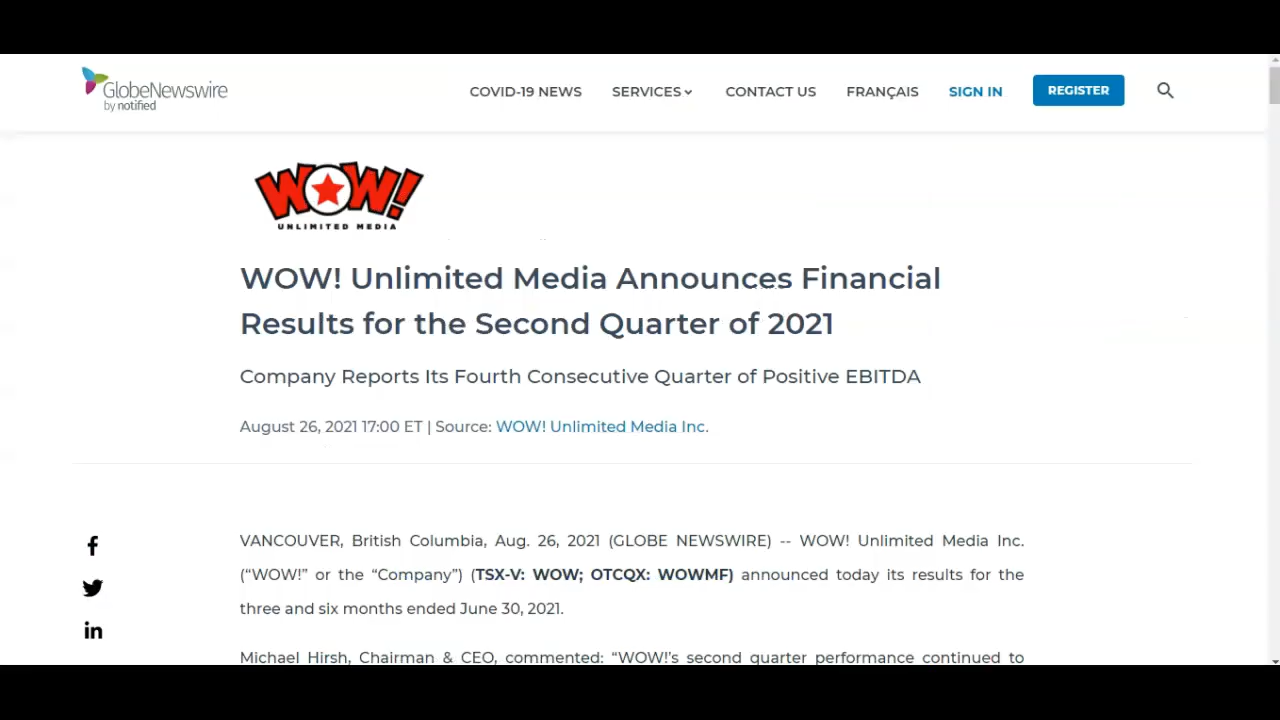 GlobeNewswire
by notified
COVID-19 NEWS SERVICES CONTACT US FRANÇAIS SIGN IN REGISTER
WOW!
UNLIMITED MEDIA
WOW! Unlimited Media Announces Financial
Results for the Second Quarter of 2021
Company Reports Its Fourth Consecutive Quarter of Positive EBITDA
August 26, 2021 17:00 ET | Source: WOW! Unlimited Media Inc.
VANCOUVER, British Columbia, Aug. 26, 2021 (GLOBE NEWSWIRE) -- WOW! Unlimited Media Inc.
(“WOW!” or the “Company”) (TSX-V: WOW; OTCQX: WOWMF) announced today its results for the
three and six months ended June 30, 2021.
Michael Hirsh, Chairman & CEO, commented: “WOW!’s second quarter performance continued to